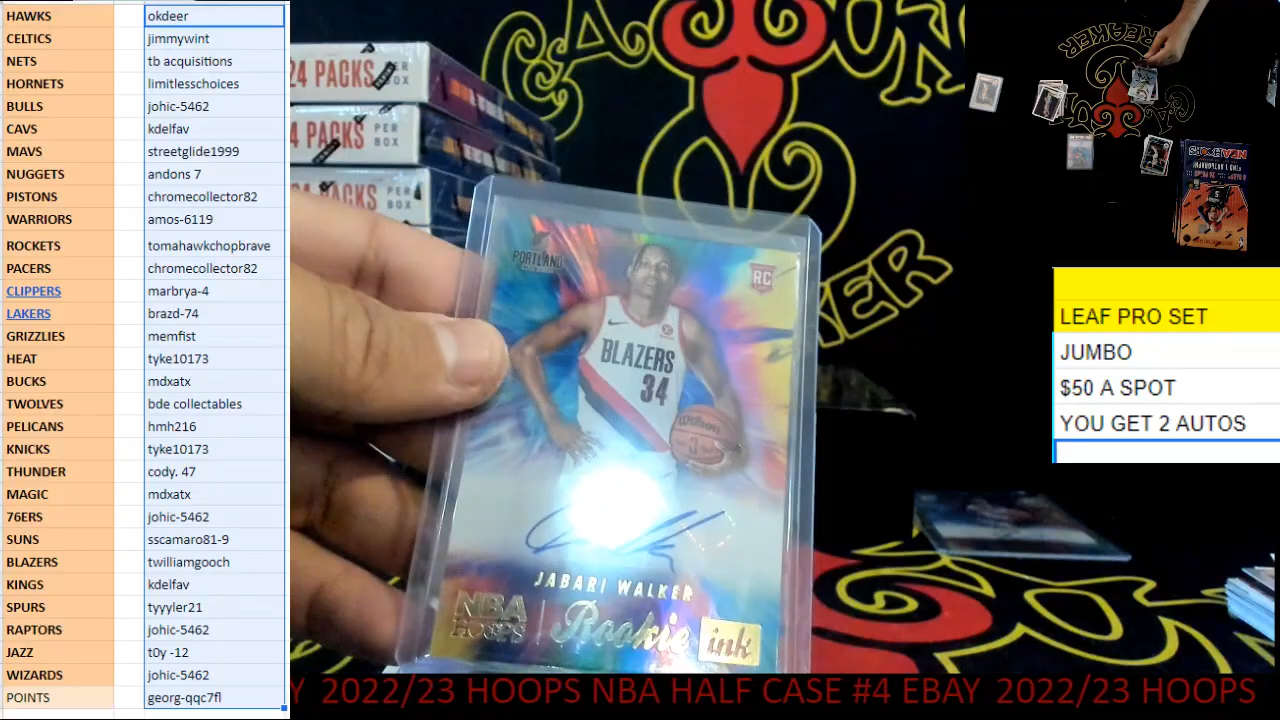 HAWKS okdeer
CELTICS jimmywint
NETS tb acquisitions
HORNETS limitlesschoices
BULLS johic-5462
CAVS kdelfav
MAVS streetglide1999
NUGGETS andons 7
PISTONS chromecollector82
WARRIORS amos-6119
ROCKETS tomahawkchopbrave
PACERS chromecollector82
CLIPPERS marbrya-4
LAKERS brazd-74
GRIZZLIES memfist
HEAT tyke10173
BUCKS mdxatx
TWOLVES bde collectables
PELICANS hmh216
KNICKS tyke10173
THUNDER cody. 47
MAGIC mdxatx
76ERS johic-5462
SUNS sscamaro81-9
BLAZERS twilliamgooch
KINGS kdelfav
SPURS tyyyler21
RAPTORS johic-5462
JAZZ t0y -12
WIZARDS johic-5462
POINTS georg-qqc7fl
24 PACKS PER BOX
4 PACKS PER BOX
PORTLAND
RC
BLAZERS
34
Wilson
JABARI WALKER
NBA HOOPS Rookie ink
LEAF PRO SET
JUMBO
$50 A SPOT
YOU GET 2 AUTOS
Y 2022/23 HOOPS NBA HALF CASE #4 EBAY 2022/23 HOOPS